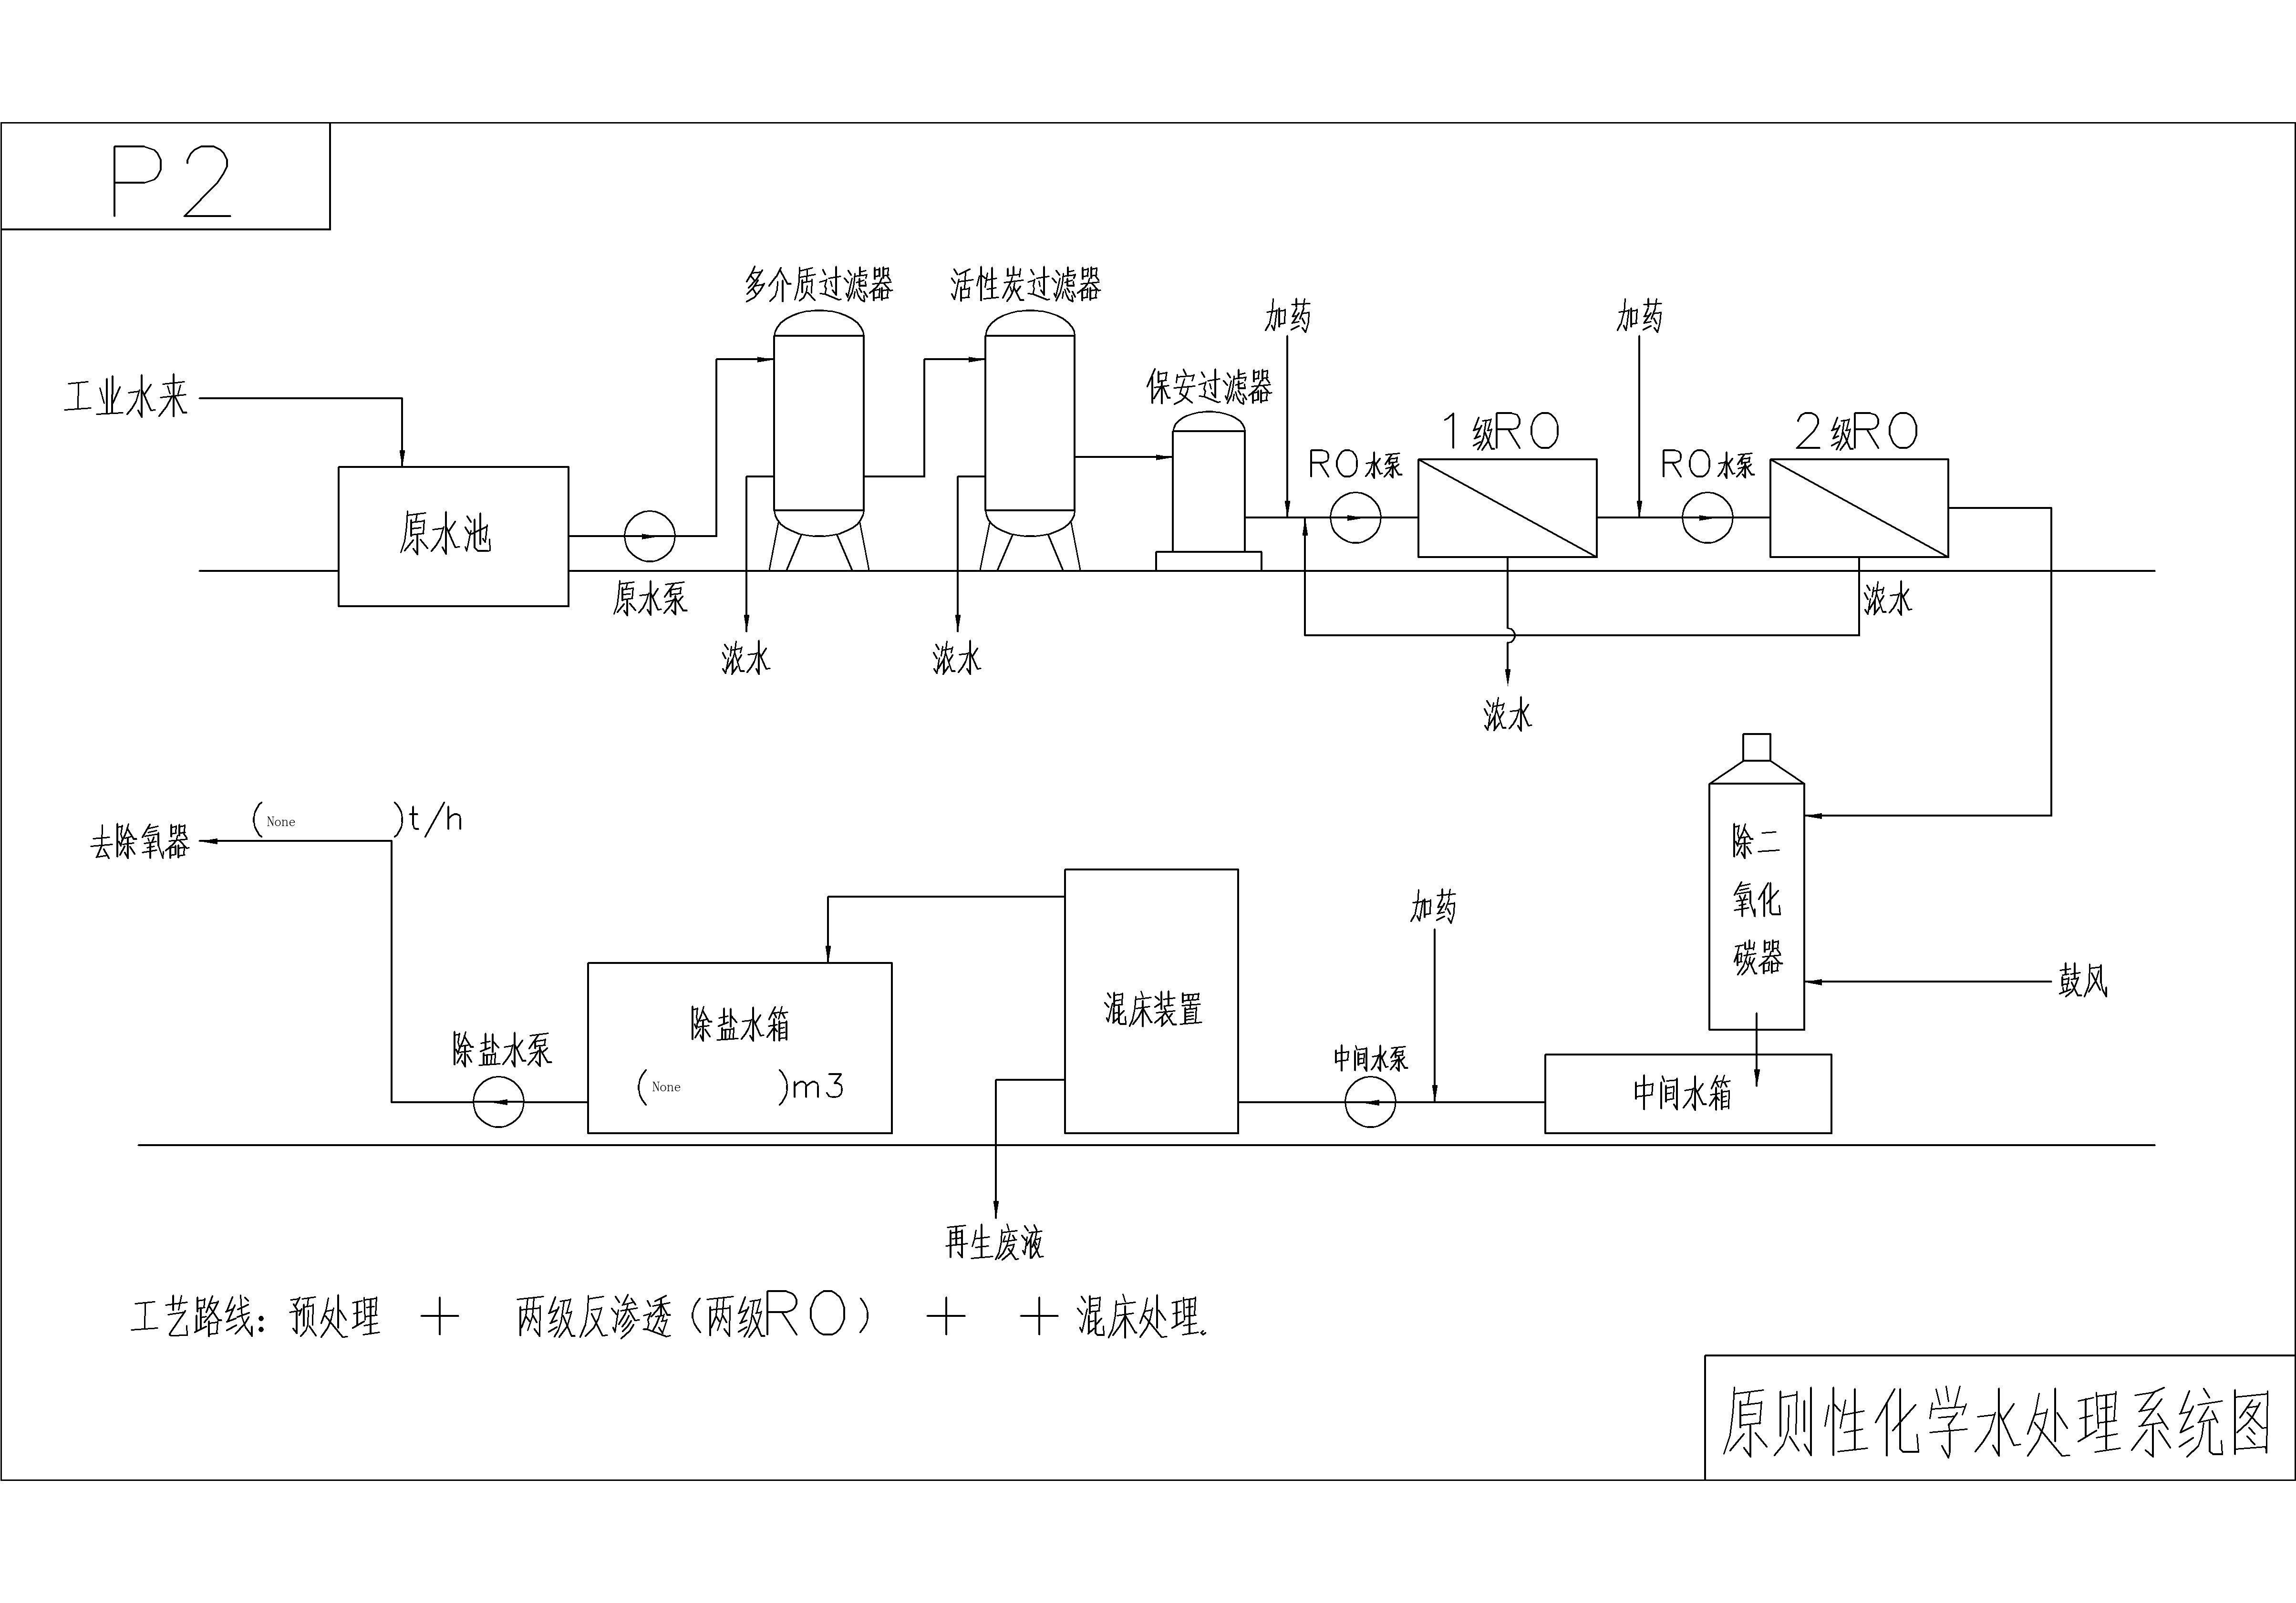 P2
多介质过滤器
活性炭过滤器
加药
加药
保安过滤器
工业水来
1级RO
2级RO
RO水泵
RO水泵
原水池
原水泵
浓水
浓水
浓水
浓水
(None )t/h
去除氧器
除二
氧化
碳器
加药
鼓风
混床装置
除盐水箱
(None )m3
除盐水泵
中间水泵
中间水箱
再生废液
工艺路线：预处理 + 两级反渗透(两级RO) + + 混床处理.
原则性化学水处理系统图